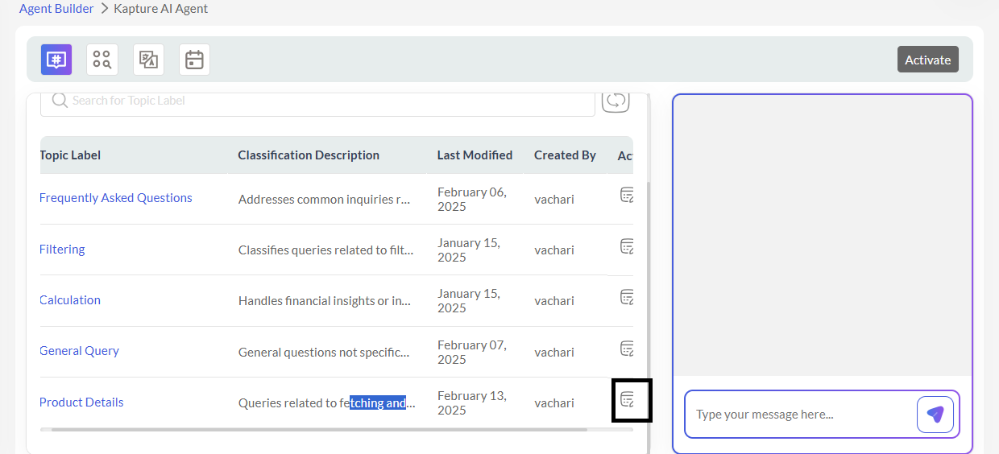 Agent Builder > Kapture AI Agent
Activate
Search for Topic Label
Topic Label Classification Description Last Modified Created By Ac
Frequently Asked Questions Addresses common inquiries r... February 06, 2025 vachari
Filtering Classifies queries related to filt... January 15, 2025 vachari
Calculation Handles financial insights or in... January 15, 2025 vachari
General Query General questions not specific... February 07, 2025 vachari
Product Details Queries related to fetching and... February 13, 2025 vachari
Type your message here...